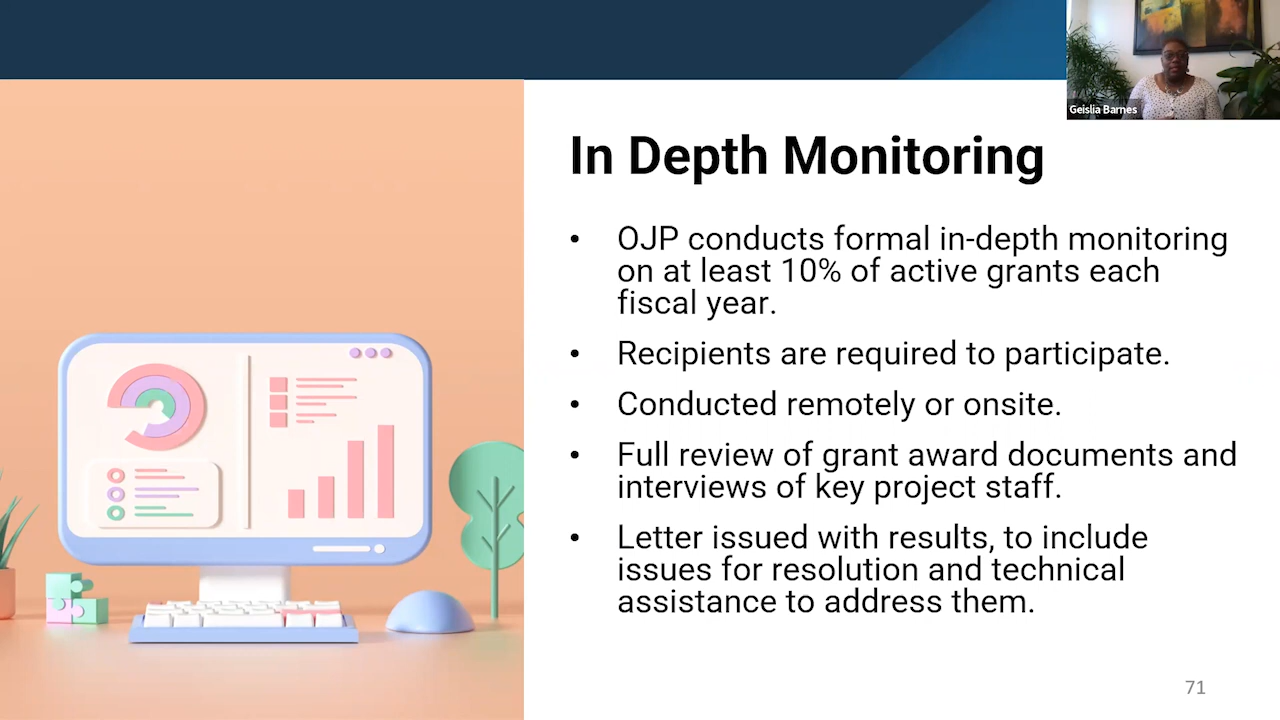 Geislia Barnes
In Depth Monitoring
• OJP conducts formal in-depth monitoring
on at least 10% of active grants each
fiscal year.
• Recipients are required to participate.
• Conducted remotely or onsite.
• Full review of grant award documents and
interviews of key project staff.
• Letter issued with results, to include
issues for resolution and technical
assistance to address them.
71